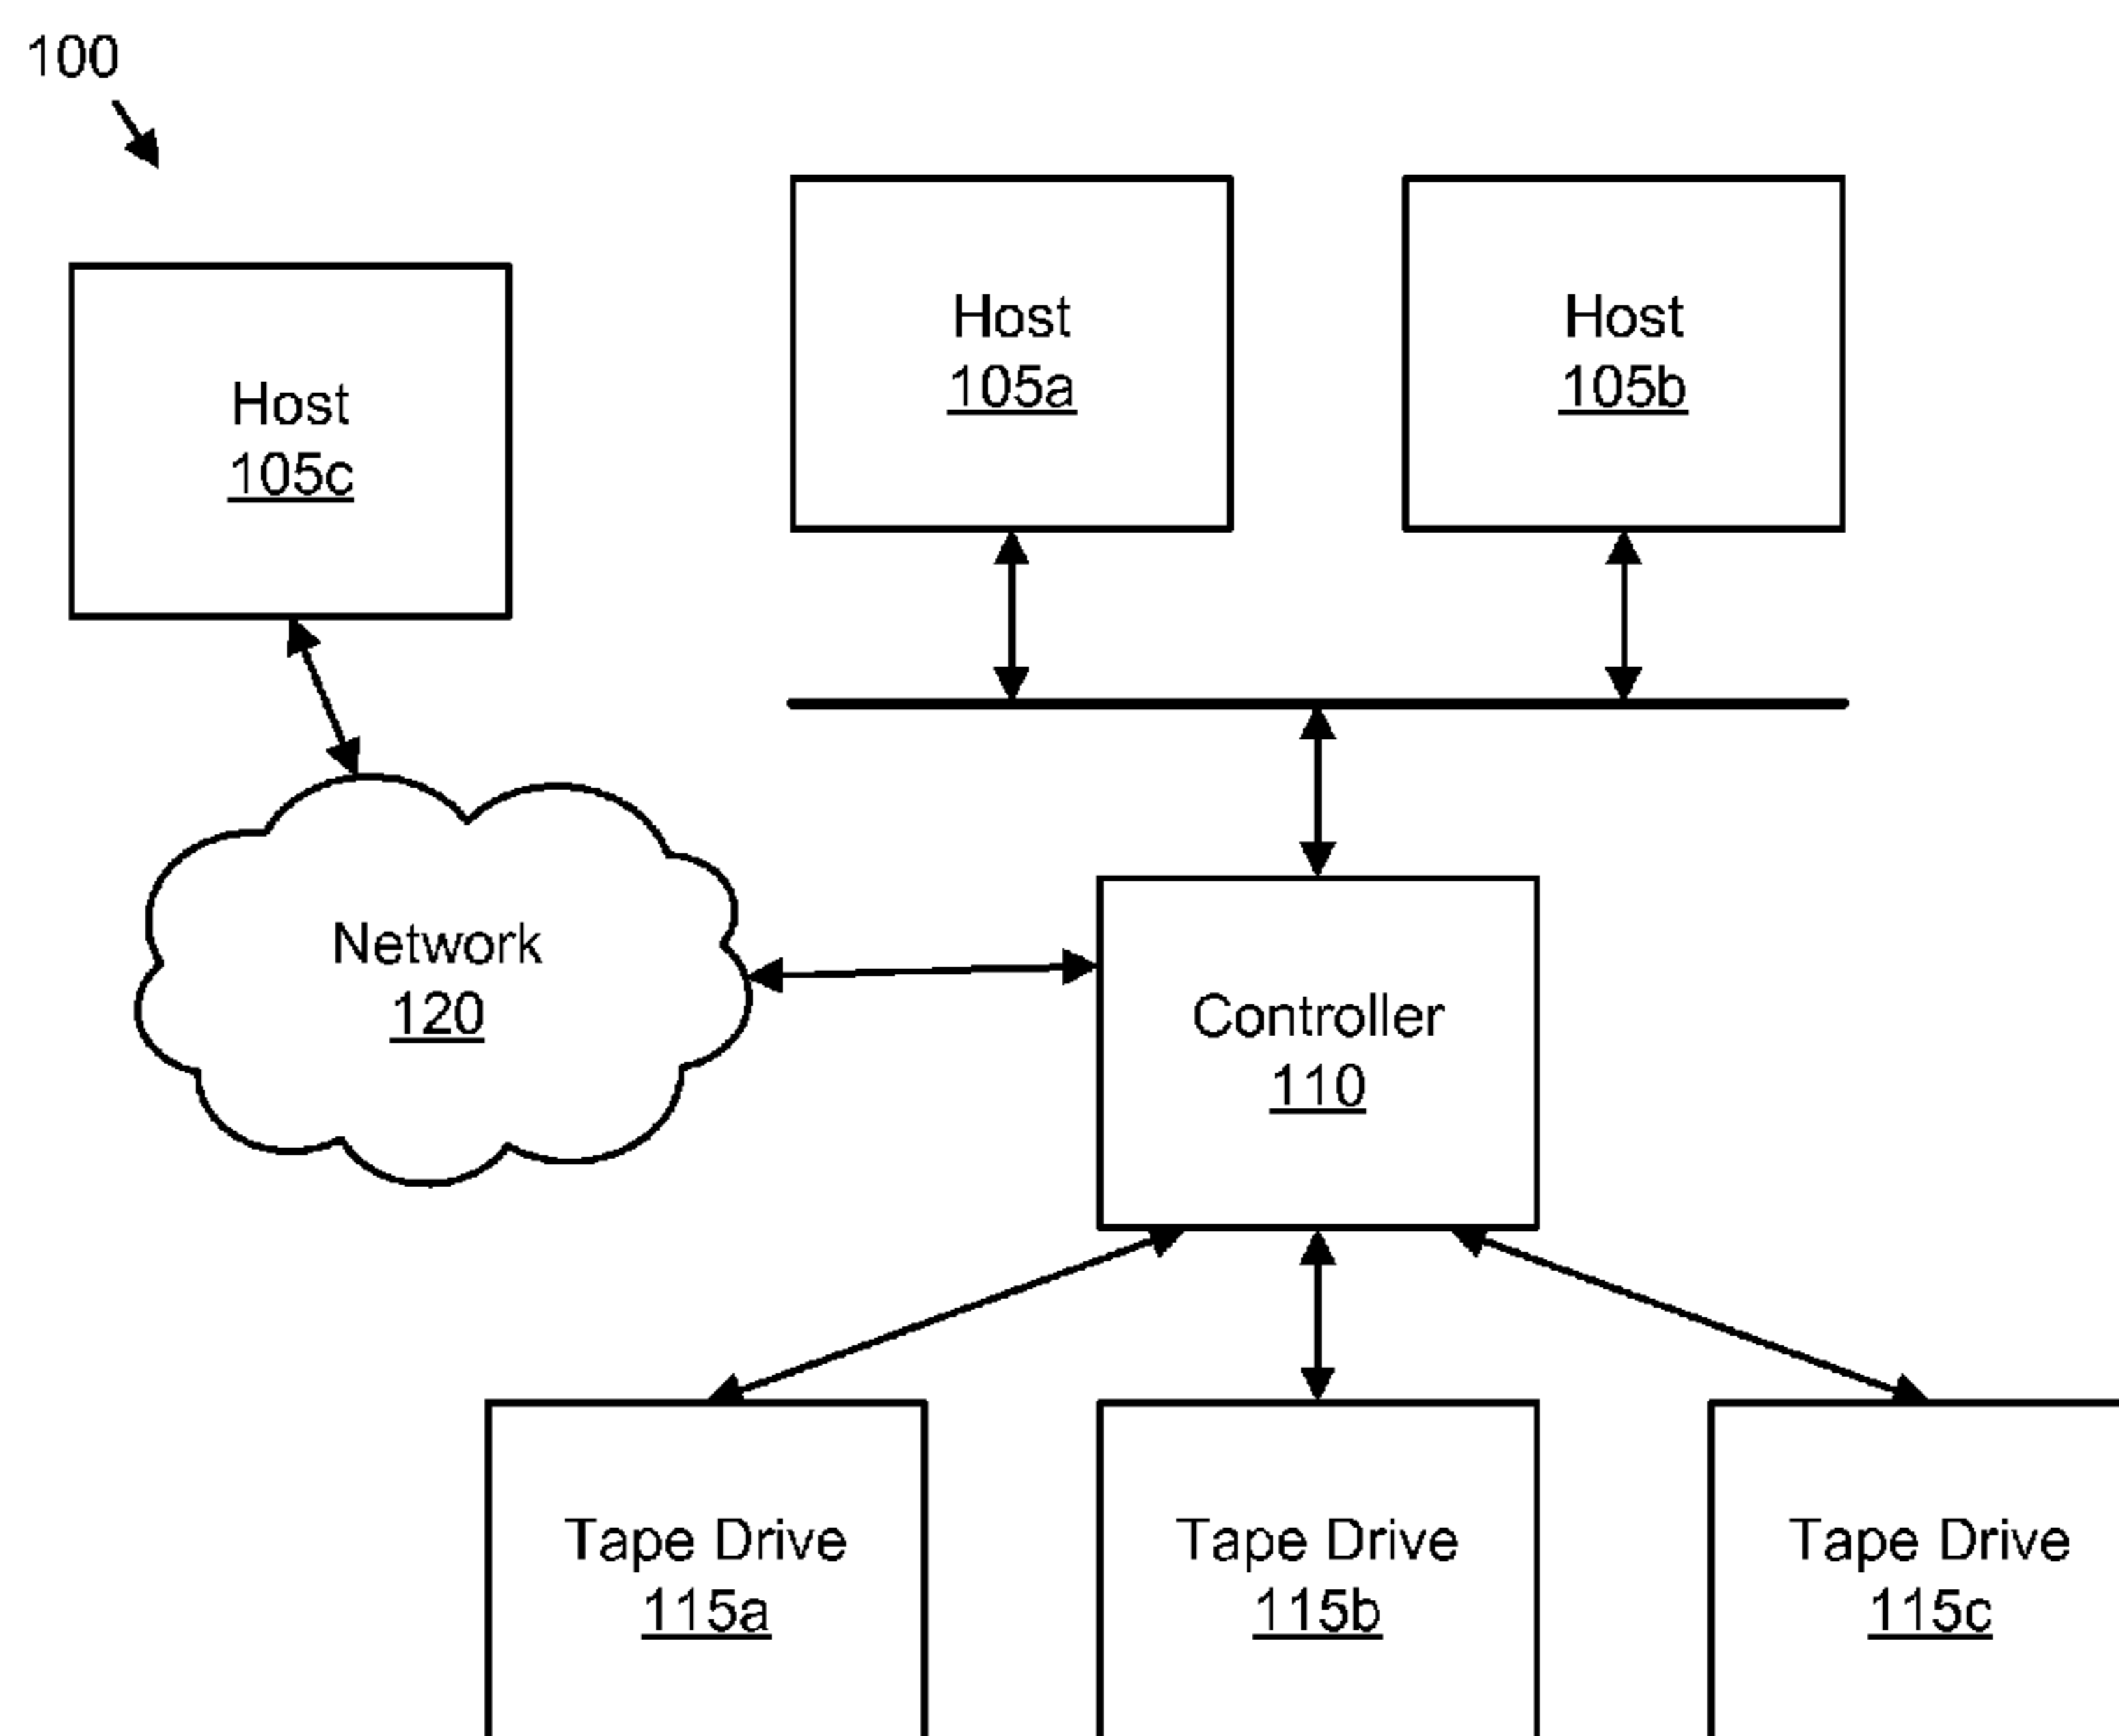 100
Host
105a
Host
105b
Host
105c
Network
120
Controller
110
Tape Drive
115a
Tape Drive
115b
Tape Drive
115c